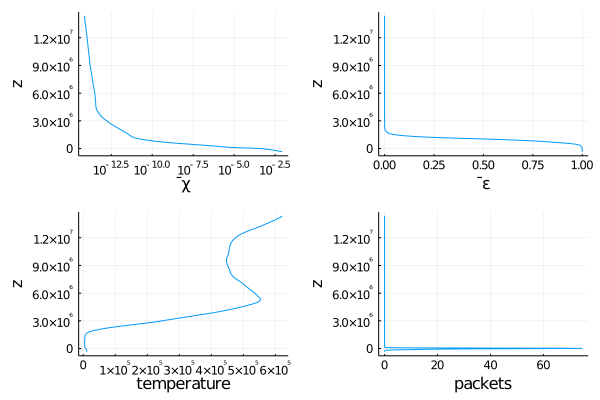 1.2×10⁷ 1.2×10⁷
9.0×10⁶ 9.0×10⁶
z z
6.0×10⁶ 6.0×10⁶
3.0×10⁶ 3.0×10⁶
0 0
10⁻¹²·⁵ 10⁻¹⁰·⁰ 10⁻⁷·⁵ 10⁻⁵·⁰ 10⁻²·⁵ 0.00 0.25 0.50 0.75 1.00
¯χ ¯ε
1.2×10⁷ 1.2×10⁷
9.0×10⁶ 9.0×10⁶
z z
6.0×10⁶ 6.0×10⁶
3.0×10⁶ 3.0×10⁶
0 0
0 1×10⁵ 2×10⁵ 3×10⁵ 4×10⁵ 5×10⁵ 6×10⁵ 0 20 40 60
temperature packets